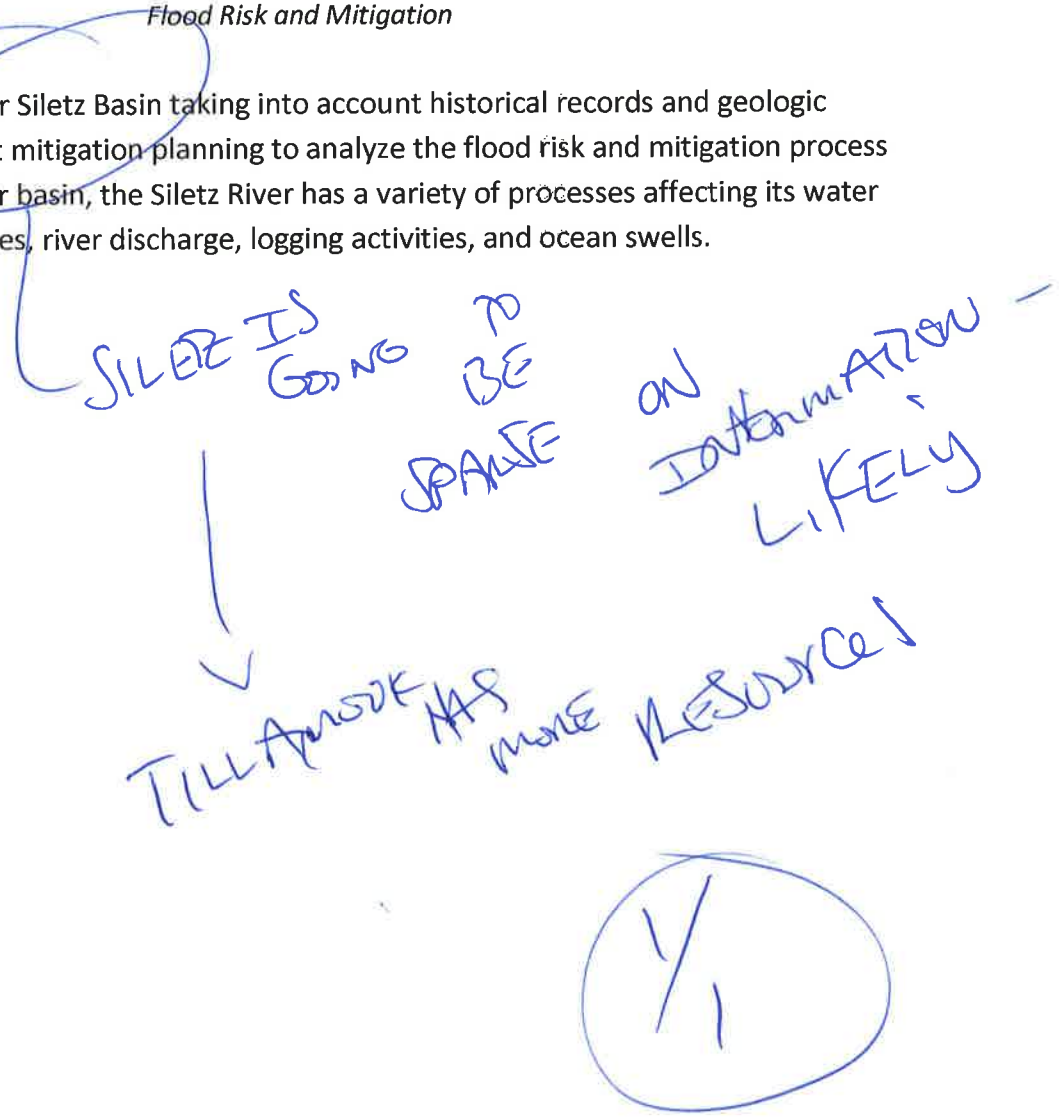 Flood Risk and Mitigation
r Siletz Basin taking into account historical records and geologic
t mitigation planning to analyze the flood risk and mitigation process
r basin, the Siletz River has a variety of processes affecting its water
es, river discharge, logging activities, and ocean swells.
SILETZ IS
GOING TO
BE
SPARSE ON
INFORMATION -
LIKELY
TILLAMOOK HAS
MORE RESOURCES
1/1